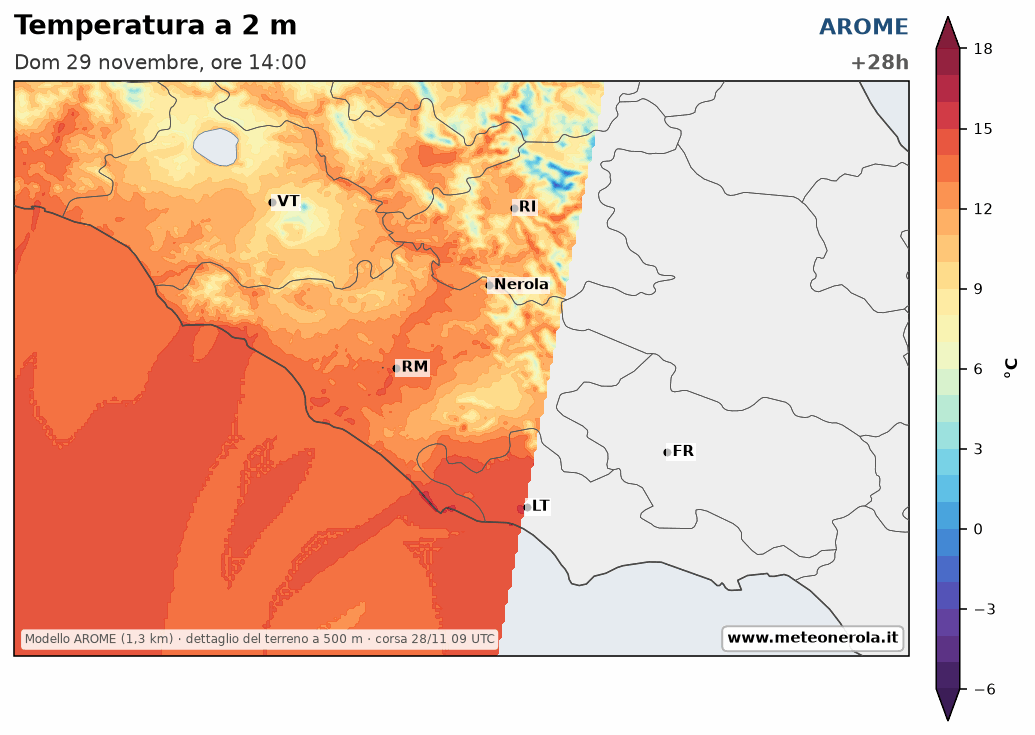 Temperatura a 2 m
AROME
Dom 29 novembre, ore 14:00
+28h
VT
RI
Nerola
RM
FR
LT
Modello AROME (1,3 km) · dettaglio del terreno a 500 m · corsa 28/11 09 UTC
www.meteonerola.it
18
15
12
9
6
3
0
−3
−6
°C